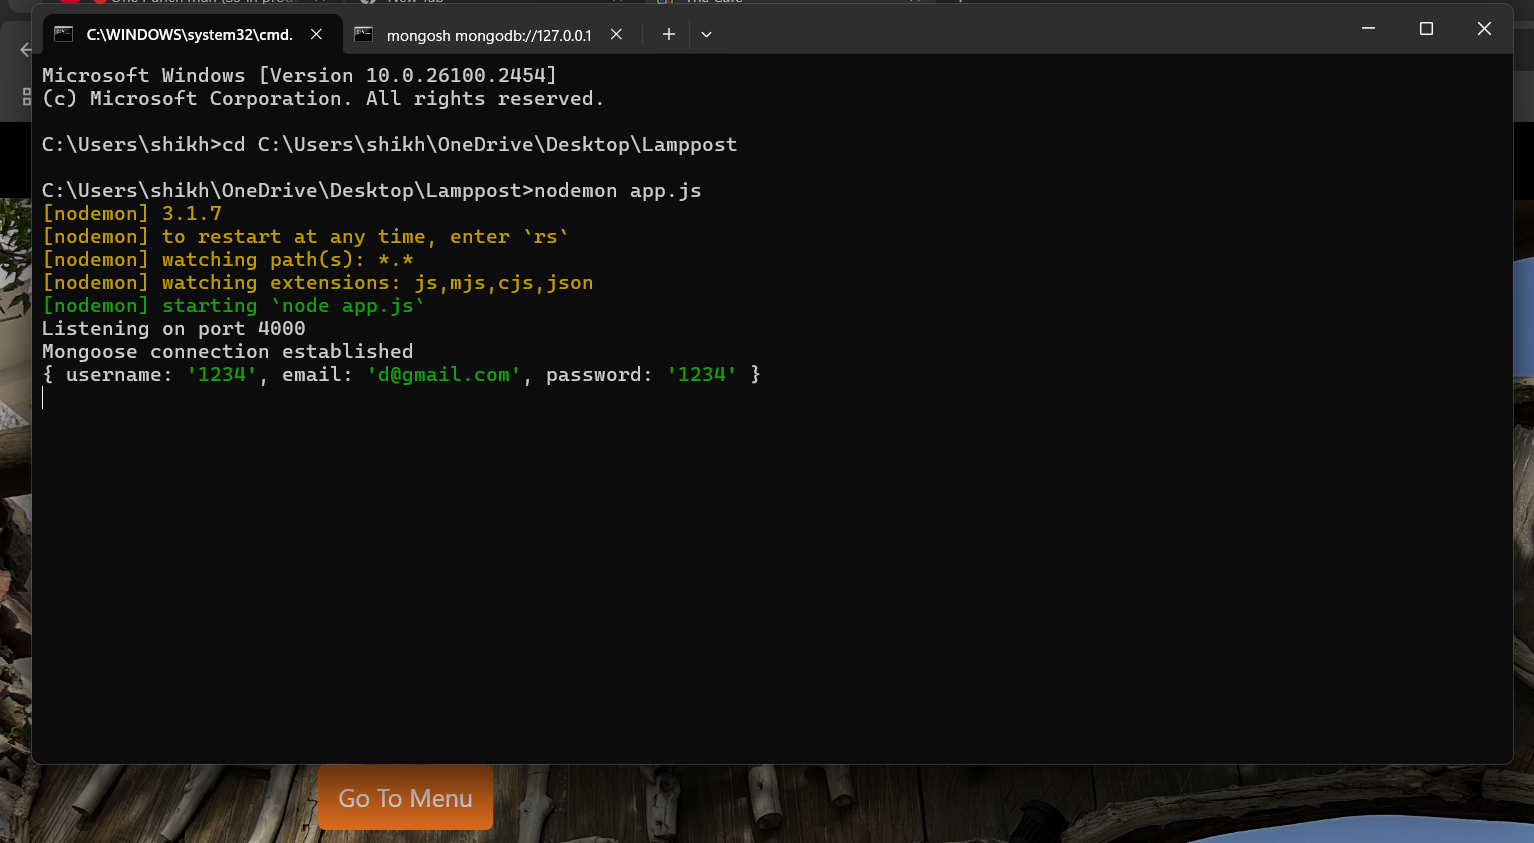 New Tab
The Cafe
C:\WINDOWS\system32\cmd.
mongosh mongodb://127.0.0.1
Microsoft Windows [Version 10.0.26100.2454]
(c) Microsoft Corporation. All rights reserved.
C:\Users\shikh>cd C:\Users\shikh\OneDrive\Desktop\Lamppost
C:\Users\shikh\OneDrive\Desktop\Lamppost>nodemon app.js
[nodemon] 3.1.7
[nodemon] to restart at any time, enter `rs`
[nodemon] watching path(s): *.*
[nodemon] watching extensions: js,mjs,cjs,json
[nodemon] starting `node app.js`
Listening on port 4000
Mongoose connection established
{ username: '1234', email: 'd@gmail.com', password: '1234' }
Go To Menu